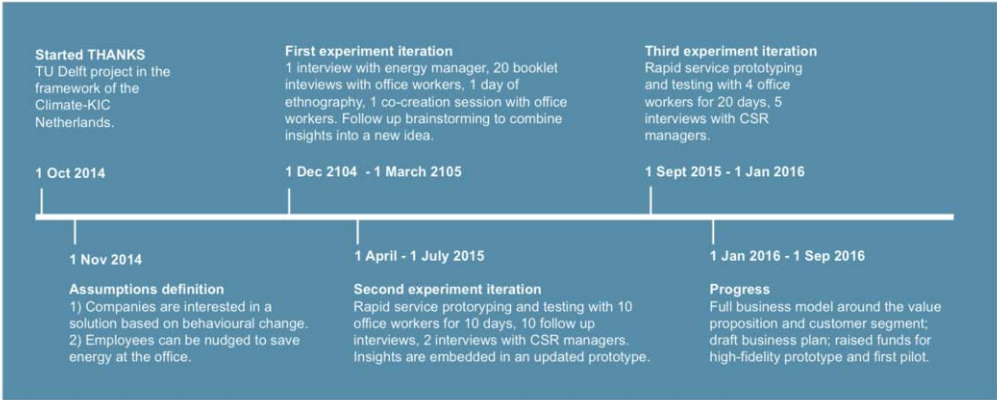 Started THANKS
TU Delft project in the
framework of the
Climate-KIC
Netherlands.
1 Oct 2014
First experiment iteration
1 interview with energy manager, 20 booklet
inteviews with office workers, 1 day of
ethnography, 1 co-creation session with office
workers. Follow up brainstorming to combine
insights into a new idea.
1 Dec 2104 - 1 March 2105
Third experiment iteration
Rapid service prototyping
and testing with 4 office
workers for 20 days, 5
interviews with CSR
managers.
1 Sept 2015 - 1 Jan 2016
1 Nov 2014
Assumptions definition
1) Companies are interested in a
solution based on behavioural change.
2) Employees can be nudged to save
energy at the office.
1 April - 1 July 2015
Second experiment iteration
Rapid service protoryping and testing with 10
office workers for 10 days, 10 follow up
interviews, 2 interviews with CSR managers.
Insights are embedded in an updated prototype.
1 Jan 2016 - 1 Sep 2016
Progress
Full business model around the value
proposition and customer segment;
draft business plan; raised funds for
high-fidelity prototype and first pilot.